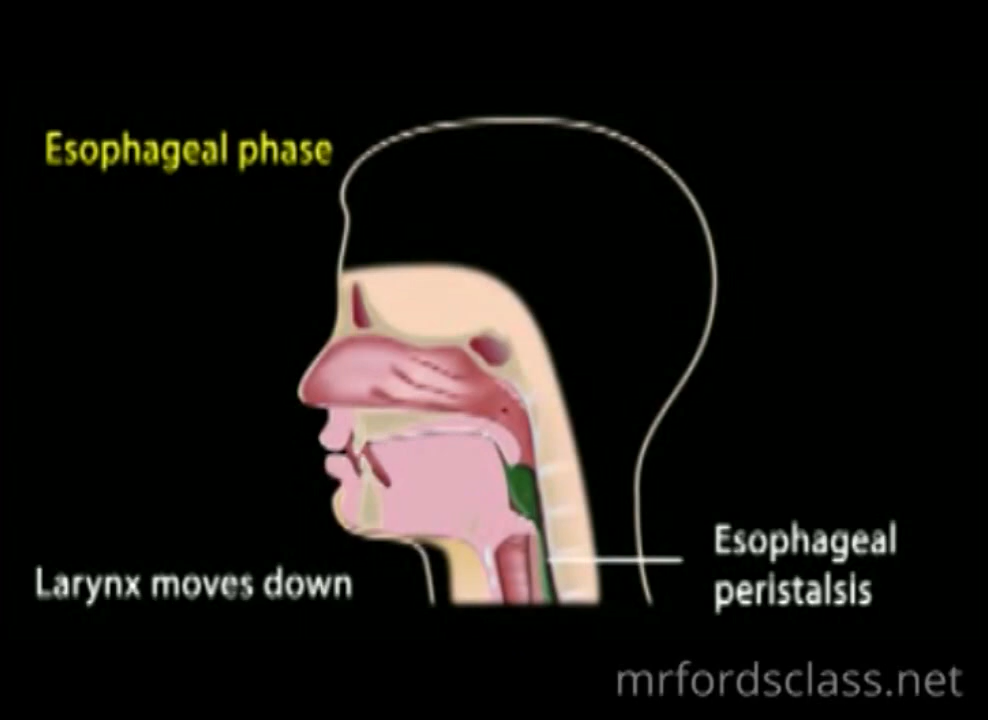 Esophageal phase
Larynx moves down
Esophageal
peristalsis
mrfordsclass.net